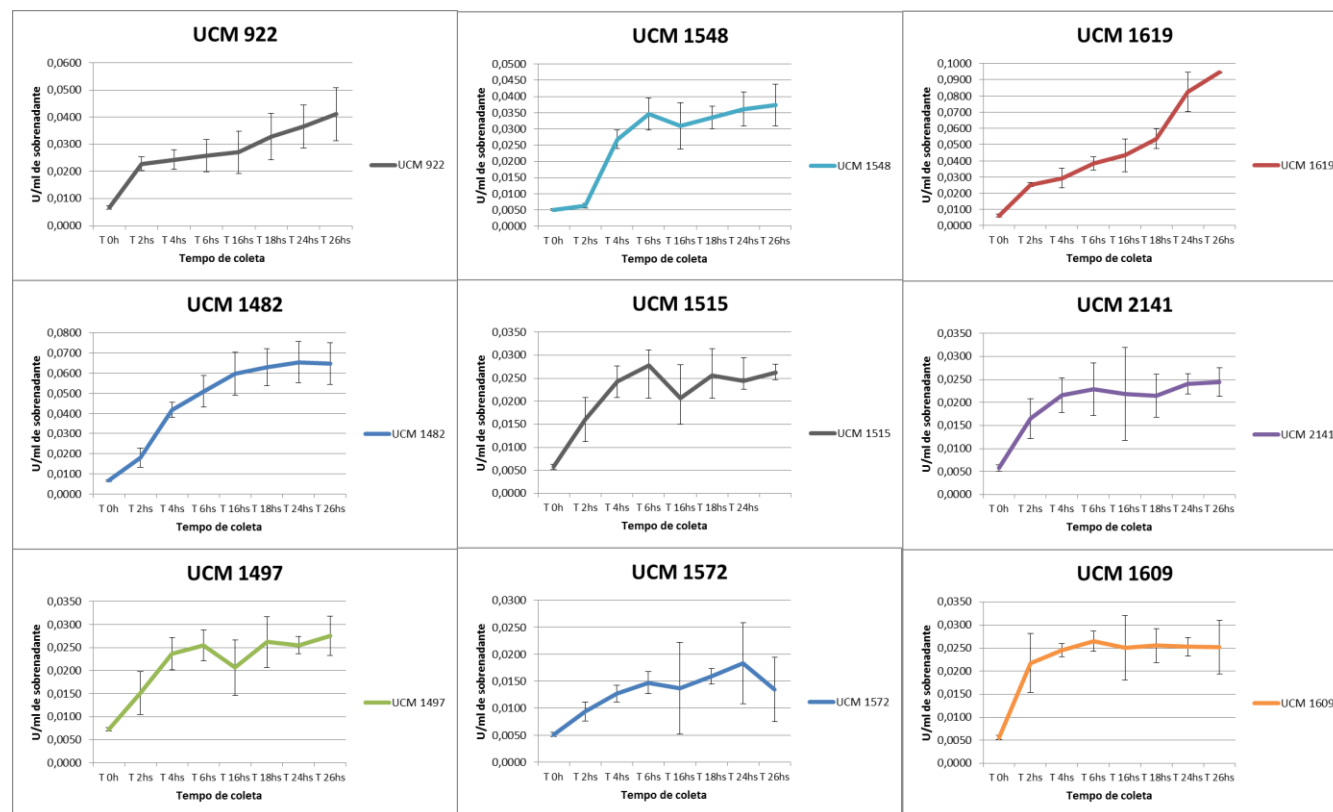 UCM 922
0,0600
0,0500
0,0400
0,0300
0,0200
0,0100
0,0000
U/ml de sobrenadante
T 0h T 2hs T 4hs T 6hs T 16hs T 18hs T 24hs T 26hs
Tempo de coleta
UCM 922
UCM 1548
0,0500
0,0450
0,0400
0,0350
0,0300
0,0250
0,0200
0,0150
0,0100
0,0050
0,0000
U/ml de sobrenadante
T 0h T 2hs T 4hs T 6hs T 16hs T 18hs T 24hs T 26hs
Tempo de coleta
UCM 1548
UCM 1619
0,1000
0,0900
0,0800
0,0700
0,0600
0,0500
0,0400
0,0300
0,0200
0,0100
0,0000
U/ml de sobrenadante
T 0h T 2hs T 4hs T 6hs T 16hs T 18hs T 24hs T 26hs
Tempo de coleta
UCM 1619
UCM 1482
0,0800
0,0700
0,0600
0,0500
0,0400
0,0300
0,0200
0,0100
0,0000
U/ml de sobrenadante
T 0h T 2hs T 4hs T 6hs T 16hs T 18hs T 24hs T 26hs
Tempo de coleta
UCM 1482
UCM 1515
0,0350
0,0300
0,0250
0,0200
0,0150
0,0100
0,0050
0,0000
U/ml de sobrenadante
T 0h T 2hs T 4hs T 6hs T 16hs T 18hs T 24hs
Tempo de coleta
UCM 1515
UCM 2141
0,0350
0,0300
0,0250
0,0200
0,0150
0,0100
0,0050
0,0000
U/ml de sobrenadante
T 0h T 2hs T 4hs T 6hs T 16hs T 18hs T 24hs T 26hs
Tempo de coleta
UCM 2141
UCM 1497
0,0350
0,0300
0,0250
0,0200
0,0150
0,0100
0,0050
0,0000
U/ml de sobrenadante
T 0h T 2hs T 4hs T 6hs T 16hs T 18hs T 24hs T 26hs
Tempo de coleta
UCM 1497
UCM 1572
0,0300
0,0250
0,0200
0,0150
0,0100
0,0050
0,0000
U/ml de sobrenadante
T 0h T 2hs T 4hs T 6hs T 16hs T 18hs T 24hs T 26hs
Tempo de coleta
UCM 1572
UCM 1609
0,0350
0,0300
0,0250
0,0200
0,0150
0,0100
0,0050
0,0000
U/ml de sobrenadante
T 0h T 2hs T 4hs T 6hs T 16hs T 18hs T 24hs T 26hs
Tempo de coleta
UCM 1609